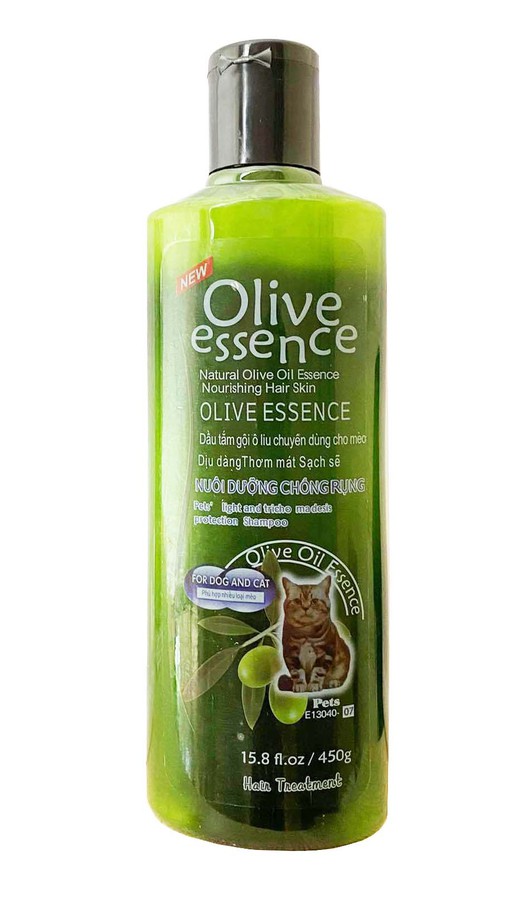 NEW
Olive
essence
Natural Olive Oil Essence
Nourishing Hair Skin
OLIVE ESSENCE
Dầu tắm gội ô liu chuyên dùng cho mèo
Dịu dàng Thơm mát Sạch sẽ
NUÔI DƯỠNG CHỐNG RỤNG
Pets' light and tricho madesis
protection Shampoo
Olive Oil Essence
FOR DOG AND CAT
Phù hợp nhiều loại mèo
Pets
E13040- 07
15.8 fl.oz / 450g
Hair Treatment